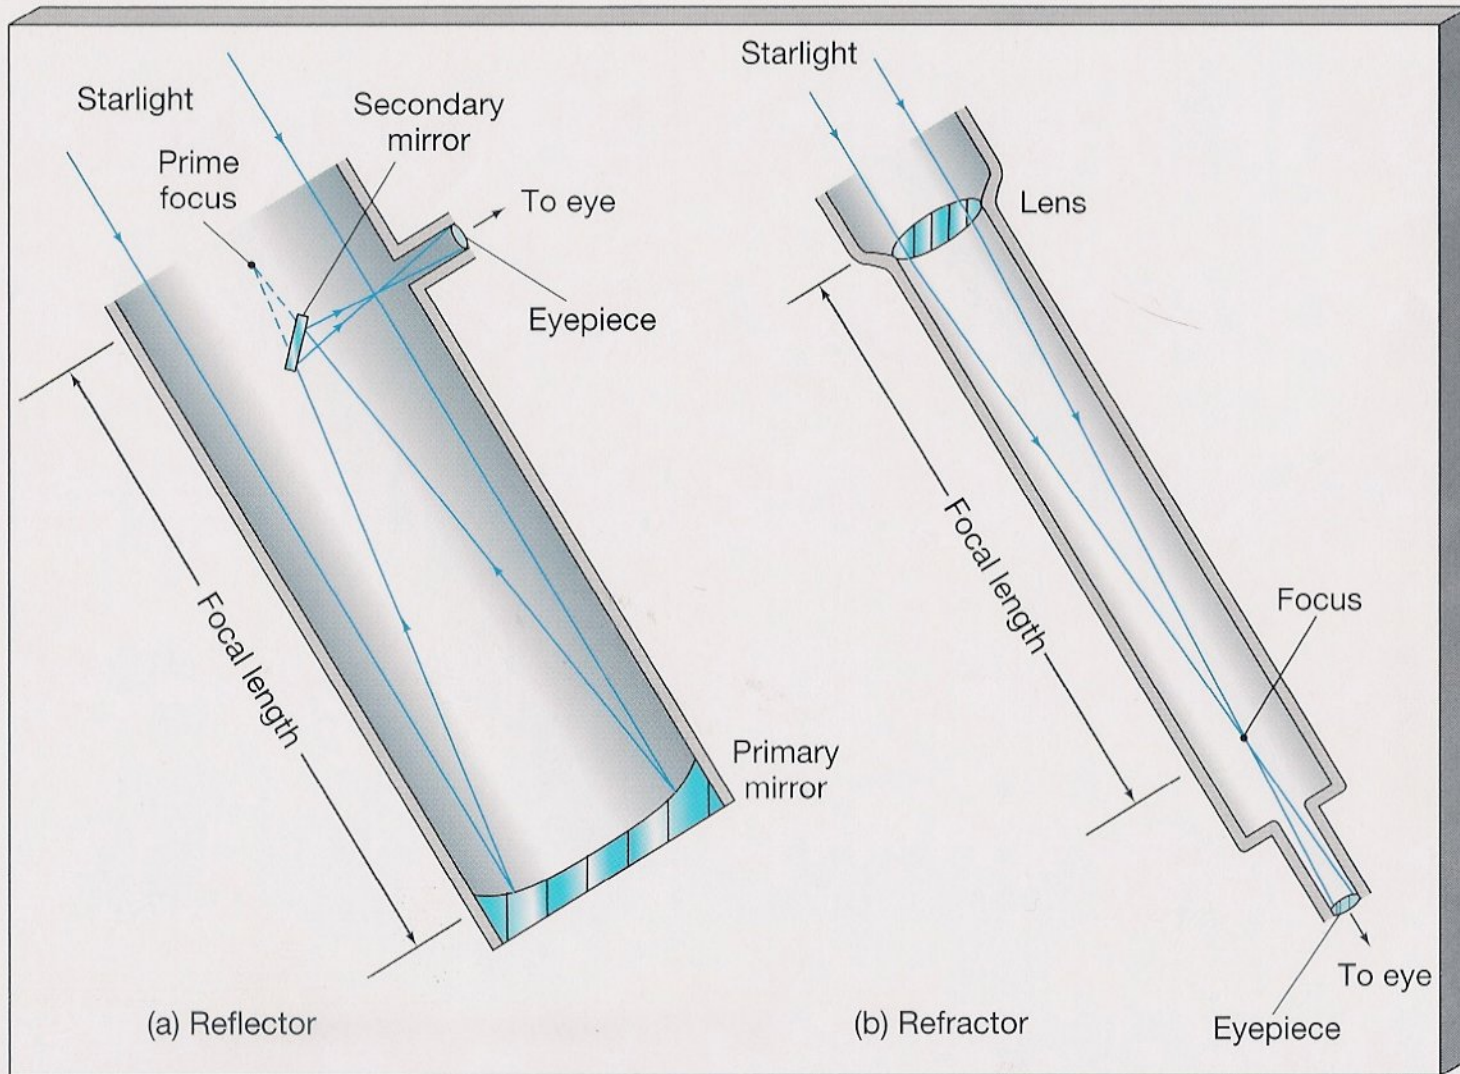 Starlight
Prime
focus
Secondary
mirror
To eye
Eyepiece
Focal length
Primary
mirror
(a) Reflector
Starlight
Lens
Focal length
Focus
To eye
Eyepiece
(b) Refractor